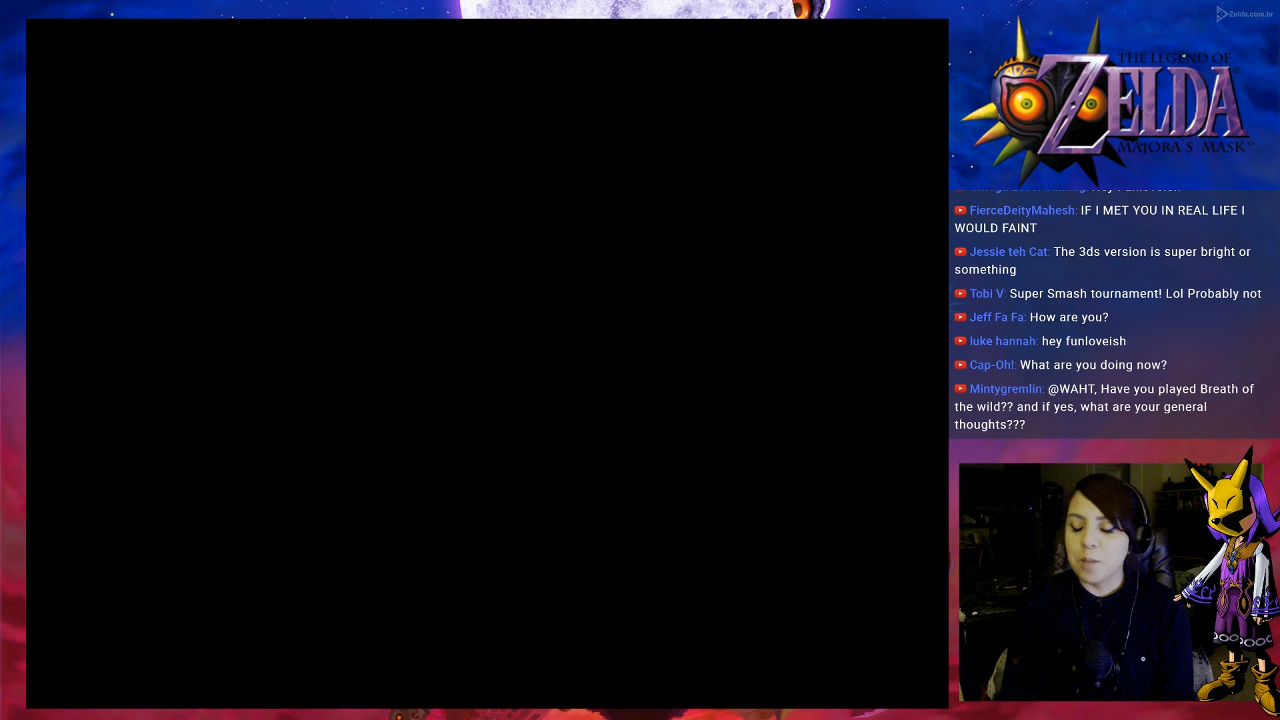 Zelda.com.br
THE LEGEND OF
ZELDA
MAJORA'S MASK
FierceDeityMahesh: IF I MET YOU IN REAL LIFE I
WOULD FAINT
Jessie teh Cat: The 3ds version is super bright or
something
Tobi V: Super Smash tournament! Lol Probably not
Jeff Fa Fa: How are you?
luke hannah: hey funloveish
Cap-Oh!: What are you doing now?
Mintygremlin: @WAHT, Have you played Breath of
the wild?? and if yes, what are your general
thoughts???